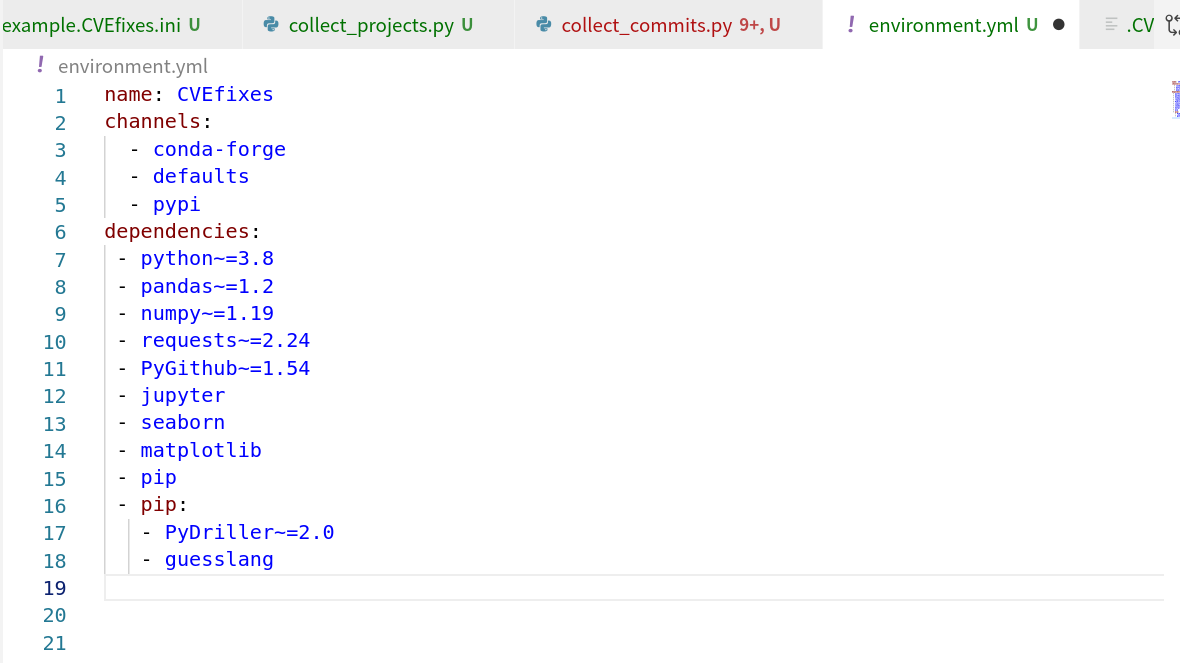 example.CVEfixes.ini U collect_projects.py U collect_commits.py 9+, U ! environment.yml U ● .CV
! environment.yml
1 name: CVEfixes
2 channels:
3   - conda-forge
4   - defaults
5   - pypi
6 dependencies:
7  - python~=3.8
8  - pandas~=1.2
9  - numpy~=1.19
10  - requests~=2.24
11  - PyGithub~=1.54
12  - jupyter
13  - seaborn
14  - matplotlib
15  - pip
16  - pip:
17    - PyDriller~=2.0
18    - guesslang
19
20
21